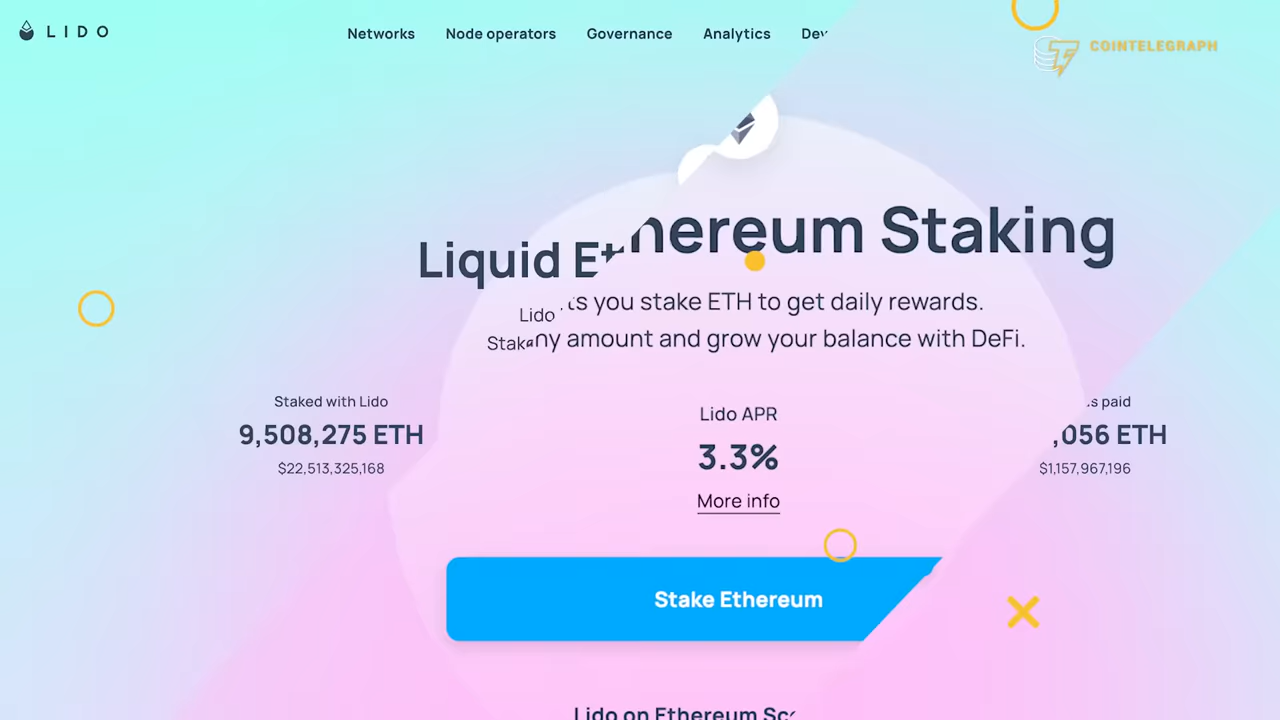 LIDO
Networks Node operators Governance Analytics
COINTELEGRAPH
Liquid Ethereum Staking
Lido ts you stake ETH to get daily rewards.
ny amount and grow your balance with DeFi.
Staked with Lido
9,508,275 ETH
$22,513,325,168
Lido APR
3.3%
More info
s paid
,056 ETH
$1,157,967,196
Stake Ethereum
Lido on Ethereum Sc